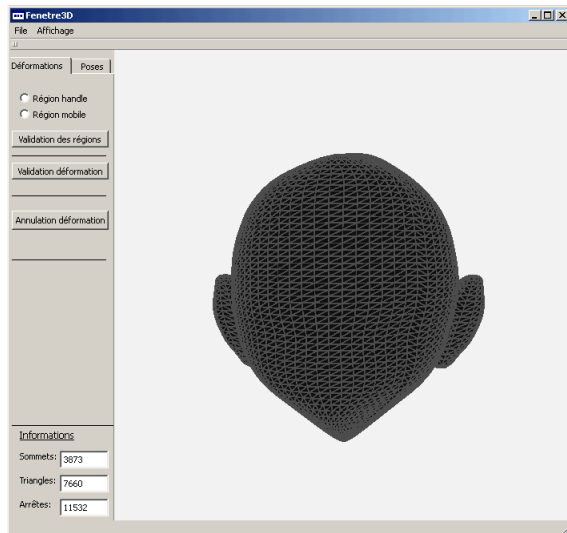 Fenetre3D
File Affichage
Déformations Poses
Région handle
Région mobile
Validation des régions
Validation déformation
Annulation déformation
Informations
Sommets: 3873
Triangles: 7660
Arrêtes: 11532